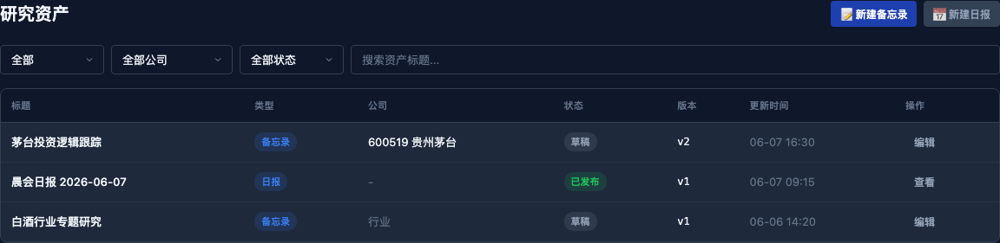 研究资产
📝 新建备忘录 📅 新建日报
全部 全部公司 全部状态 搜索资产标题...
标题 类型 公司 状态 版本 更新时间 操作
茅台投资逻辑跟踪 备忘录 600519 贵州茅台 草稿 v2 06-07 16:30 编辑
晨会日报 2026-06-07 日报 - 已发布 v1 06-07 09:15 查看
白酒行业专题研究 备忘录 行业 草稿 v1 06-06 14:20 编辑